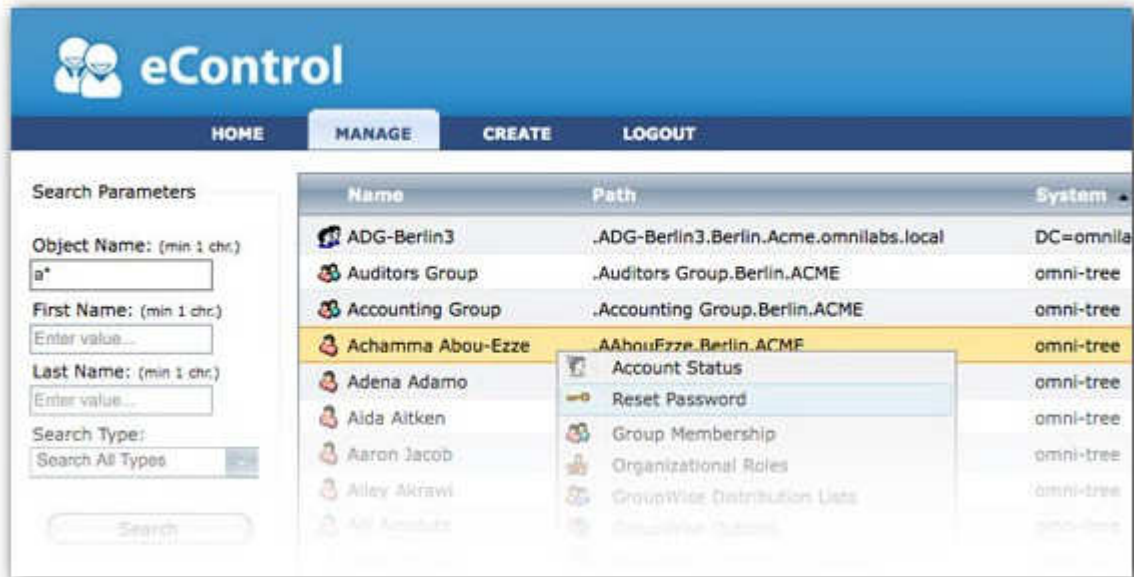 eControl
HOME MANAGE CREATE LOGOUT
Search Parameters
Object Name: (min 1 chr.)
a*
First Name: (min 1 chr.)
Enter value...
Last Name: (min 1 chr.)
Enter value...
Search Type:
Search All Types
Search
Name Path System
ADG-Berlin3 .ADG-Berlin3.Berlin.Acme.omnilabs.local DC=omnila
Auditors Group .Auditors Group.Berlin.ACME omni-tree
Accounting Group .Accounting Group.Berlin.ACME omni-tree
Achamma Abou-Ezze .AAbouEzze.Berlin.ACME omni-tree
Adena Adamo omni-tree
Aida Aitken omni-tree
Aaron Jacob omni-tree
Ailey Akrawi omni-tree
Account Status
Reset Password
Group Membership
Organizational Roles
GroupWise Distribution Lists